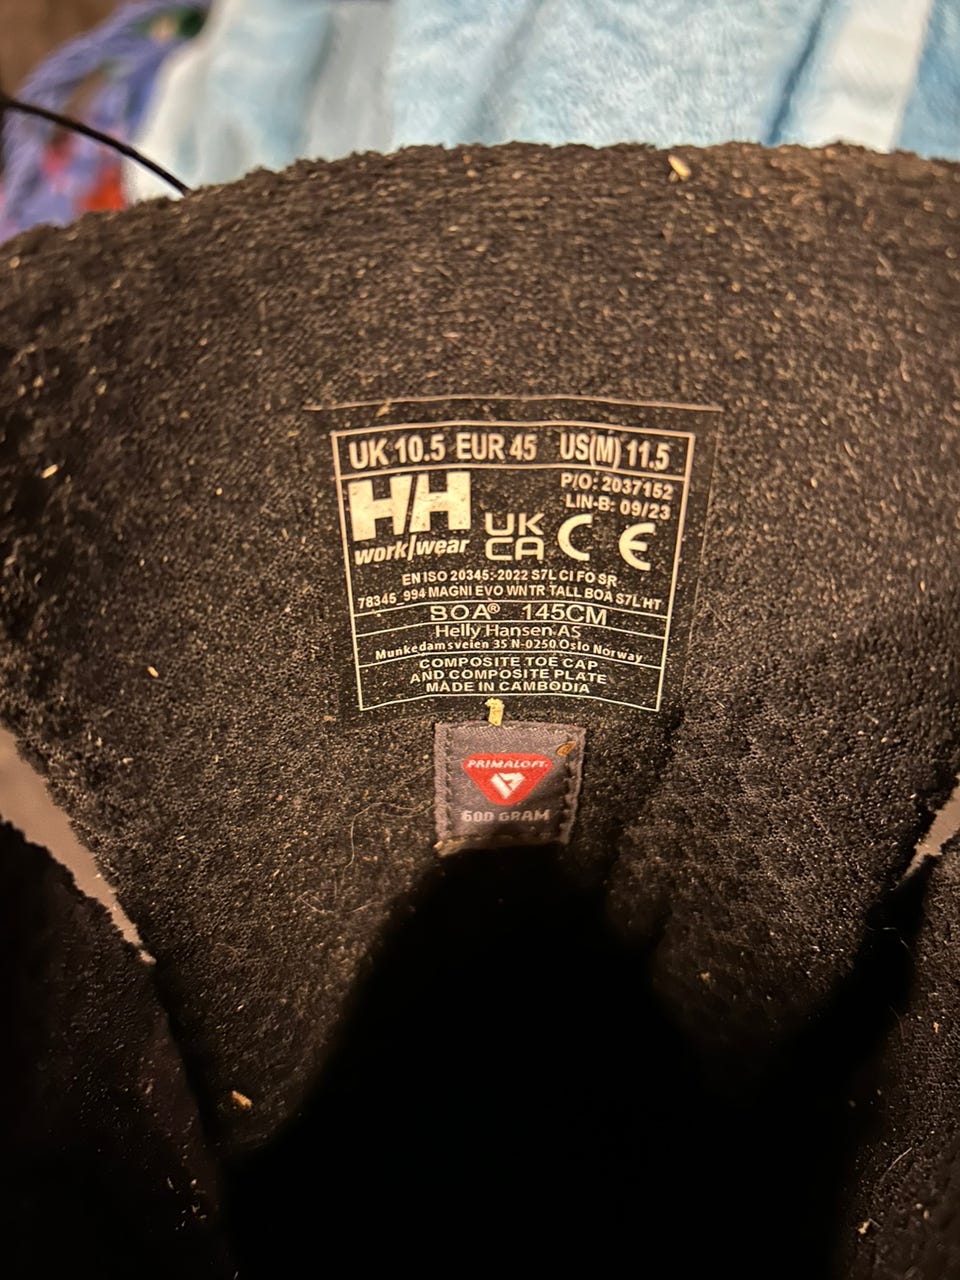 UK 10.5 EUR 45 US(M) 11.5
HH
work/wear
UK
CA
CE
P/O: 2037152
LIN-B: 09/23
EN ISO 20345:-2022 S7L CI FO SR
78345_994 MAGNI EVO WNTR TALL BOA S7L HT
BOA® 145CM
Helly Hansen AS
Munkedamsveien 35 N-0250 Oslo Norway
COMPOSITE TOE CAP
AND COMPOSITE PLATE
MADE IN CAMBODIA
PRIMALOFT
600 GRAM